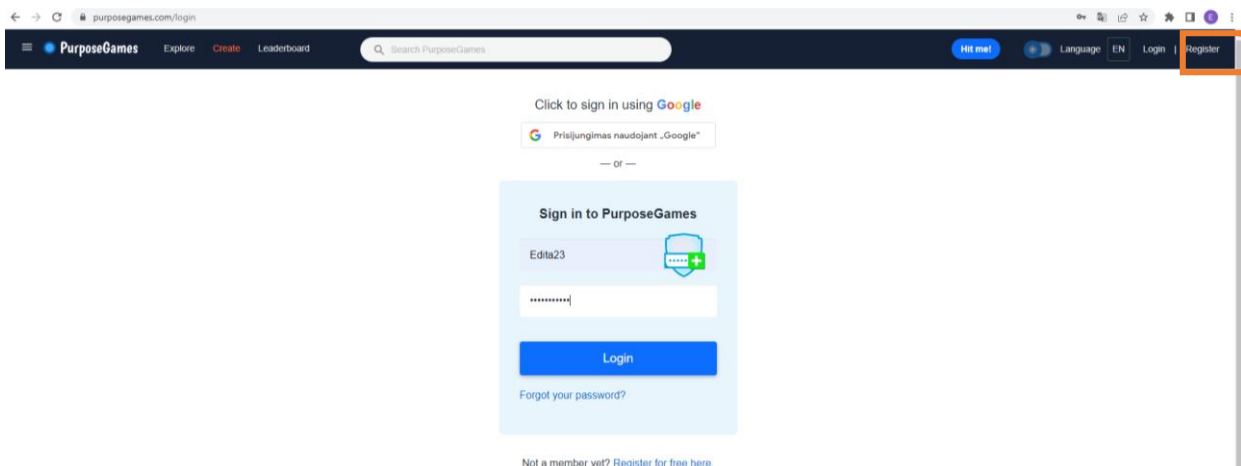 purposegames.com/login
E
PurposeGames Explore Create Leaderboard Search PurposeGames Hit me! Language EN Login | Register
Click to sign in using Google
Prisijungimas naudojant „Google“
— or —
Sign in to PurposeGames
Edita23
Login
Forgot your password?
Not a member yet? Register for free here